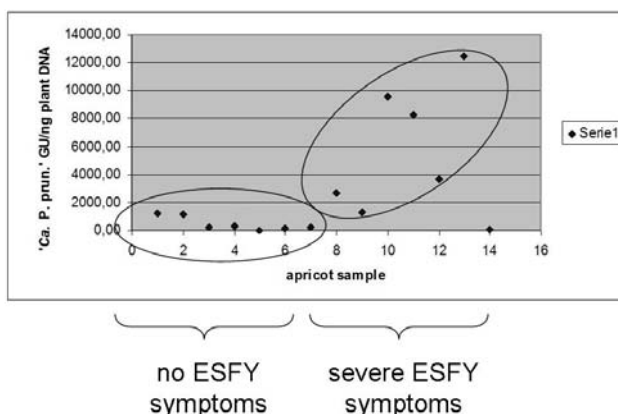 14000,00
12000,00
10000,00
8000,00
6000,00
4000,00
2000,00
0,00
'Ca. P. prun.' GU/ng plant DNA
0 2 4 6 8 10 12 14 16
apricot sample
Serie1
no ESFY severe ESFY
symptoms symptoms